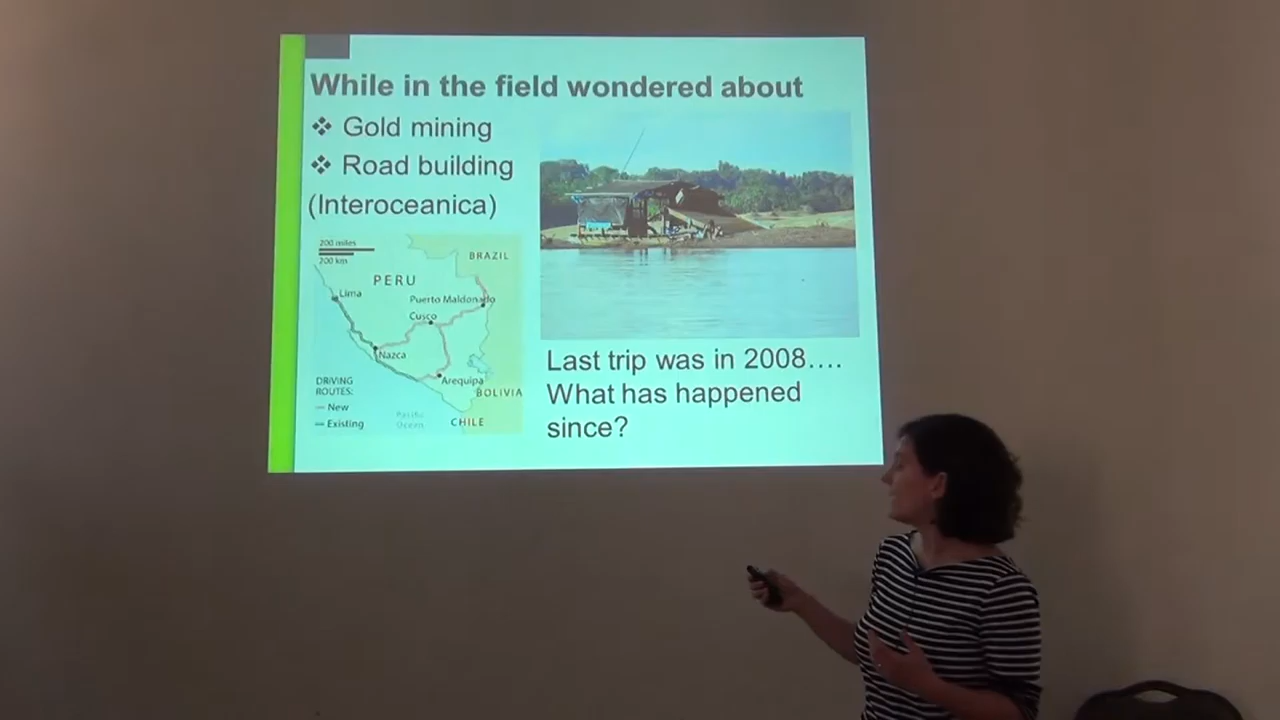 While in the field wondered about
❖ Gold mining
❖ Road building
(Interoceanica)
200 miles
200 km
BRAZIL
PERU
Lima
Puerto Maldonado
Cusco
Nazca
Arequipa
DRIVING
ROUTES:
New
Existing
BOLIVIA
Pacific
Ocean
CHILE
Last trip was in 2008….
What has happened
since?